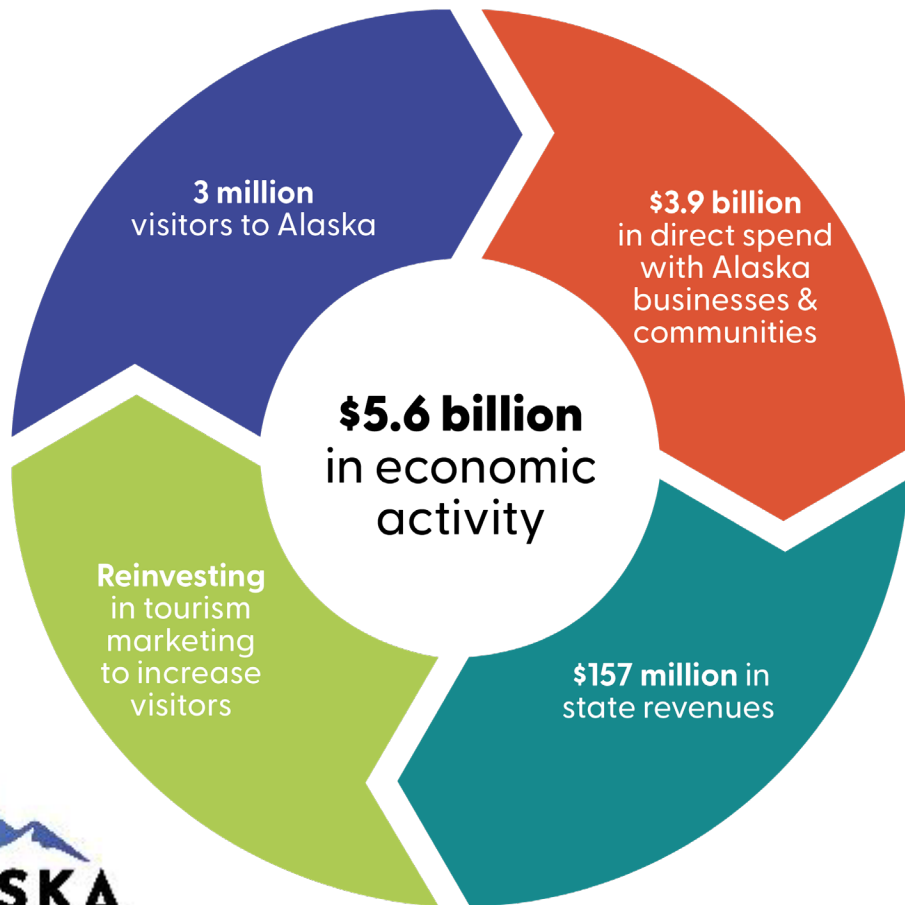 3 million
visitors to Alaska
$3.9 billion
in direct spend
with Alaska
businesses &
communities
$5.6 billion
in economic
activity
Reinvesting
in tourism
marketing
to increase
visitors
$157 million in
state revenues
SKA